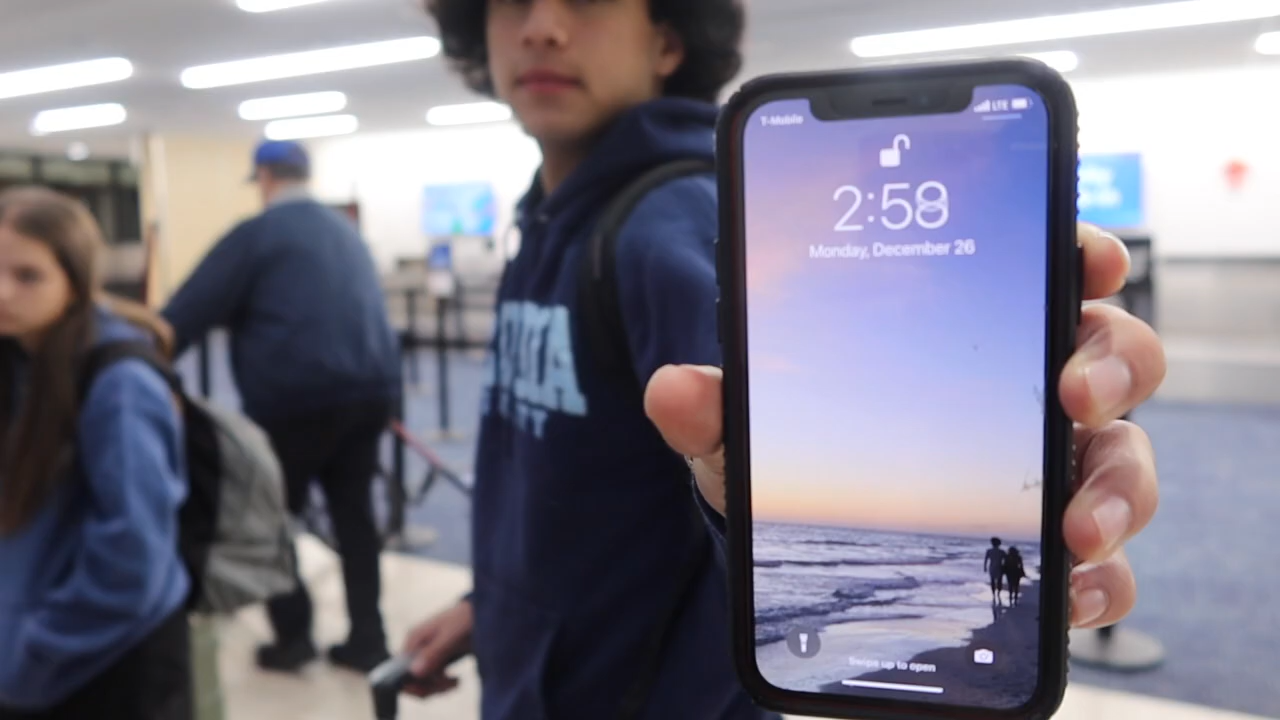 T-Mobile
LTE
2:58
Monday, December 26
Swipe up to open